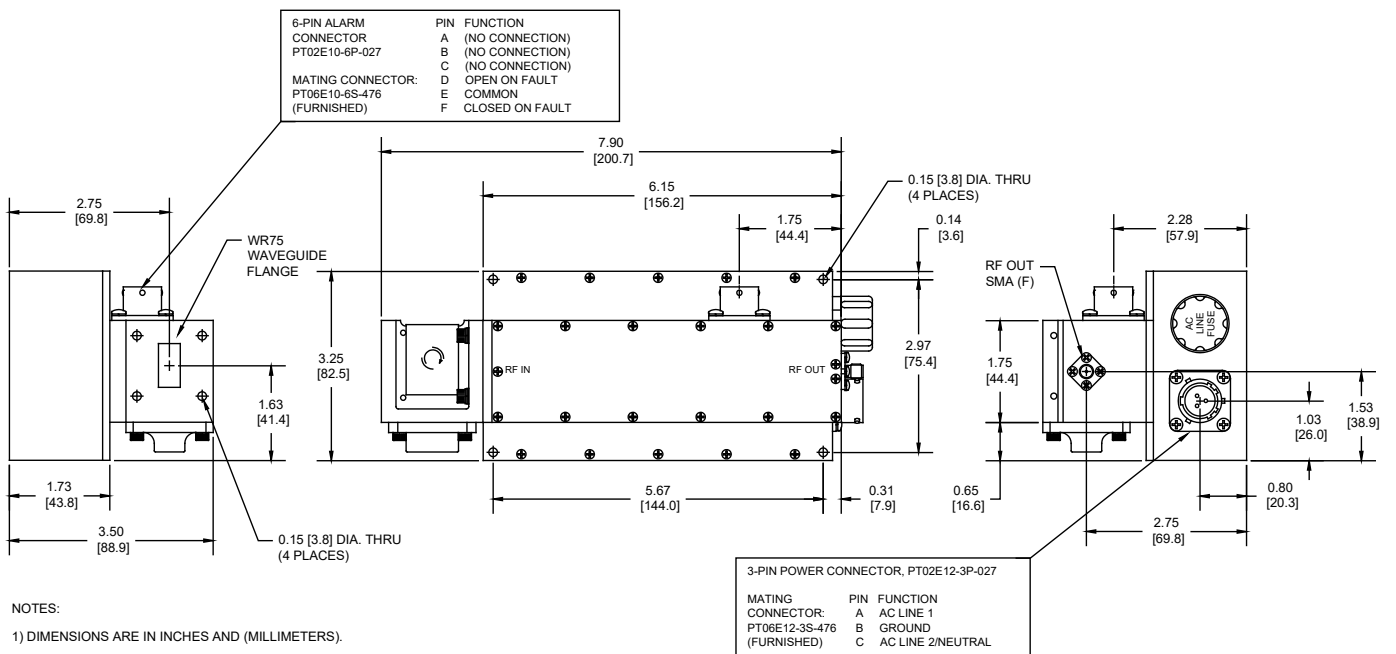 6-PIN ALARM PIN FUNCTION
CONNECTOR A (NO CONNECTION)
PT02E10-6P-027 B (NO CONNECTION)
C (NO CONNECTION)
MATING CONNECTOR: D OPEN ON FAULT
PT06E10-6S-476 E COMMON
(FURNISHED) F CLOSED ON FAULT
7.90
[200.7]
6.15
[156.2]
0.15 [3.8] DIA. THRU
(4 PLACES)
2.75
[69.8]
1.75
[44.4]
0.14
[3.6]
2.28
[57.9]
WR75
WAVEGUIDE
FLANGE
RF OUT
SMA (F)
AC
LINE
FUSE
3.25
[82.5]
2.97
[75.4]
1.75
[44.4]
RF IN
RF OUT
1.63
[41.4]
1.03
[26.0]
1.53
[38.9]
1.73
[43.8]
5.67
[144.0]
0.31
[7.9]
0.65
[16.6]
0.80
[20.3]
3.50
[88.9]
0.15 [3.8] DIA. THRU
(4 PLACES)
2.75
[69.8]
3-PIN POWER CONNECTOR, PT02E12-3P-027
MATING PIN FUNCTION
CONNECTOR: A AC LINE 1
PT06E12-3S-476 B GROUND
(FURNISHED) C AC LINE 2/NEUTRAL
NOTES:
1) DIMENSIONS ARE IN INCHES AND (MILLIMETERS).